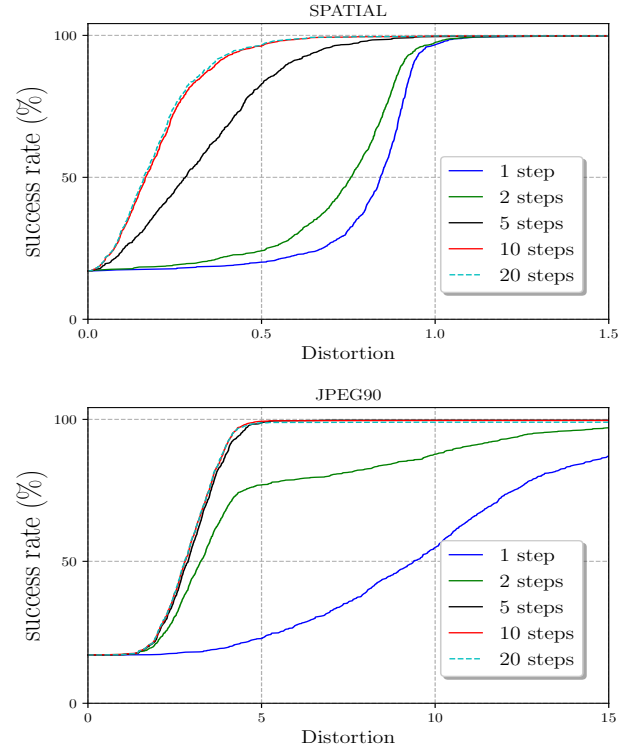 SPATIAL
100
50
0
success rate (%)
1 step
2 steps
5 steps
10 steps
20 steps
0.0 0.5 1.0 1.5
Distortion
JPEG90
100
50
0
success rate (%)
1 step
2 steps
5 steps
10 steps
20 steps
0 5 10 15
Distortion